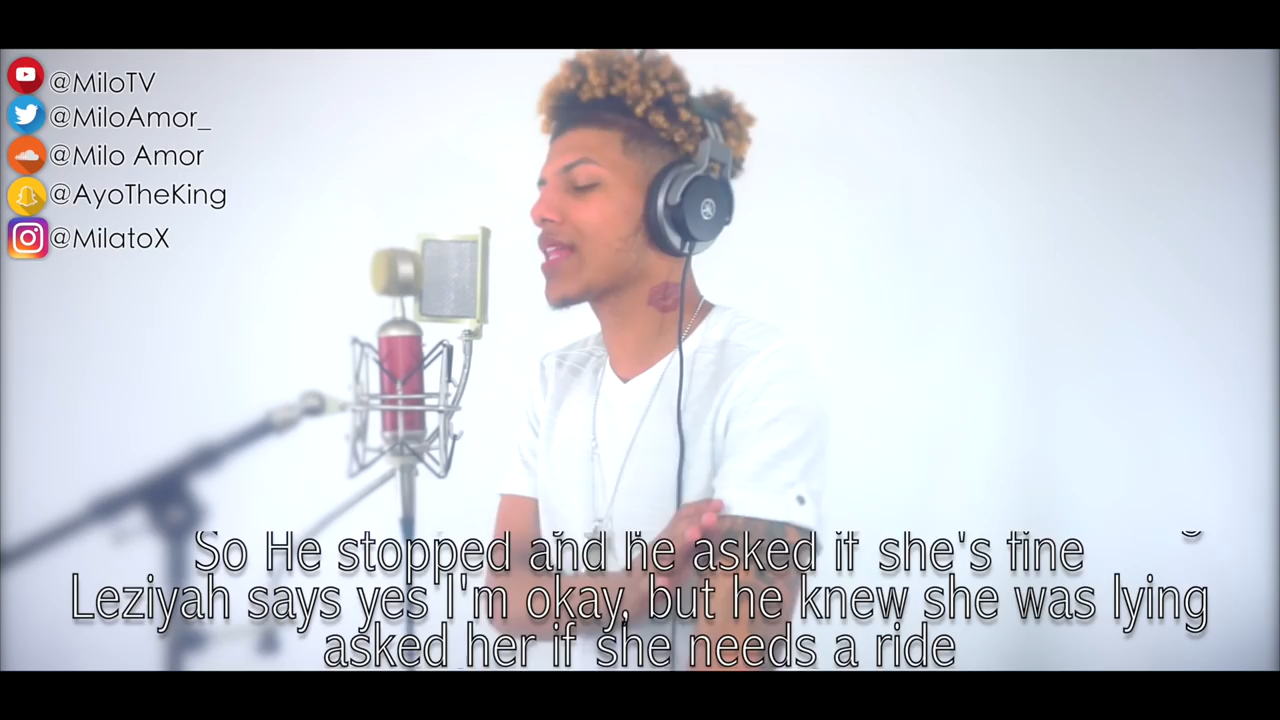 @MiloTV
@MiloAmor_
@Milo Amor
@AyoTheKing
@MilatoX
So He stopped and he asked if she's fine
Leziyah says yes I'm okay, but he knew she was lying
asked her if she needs a ride